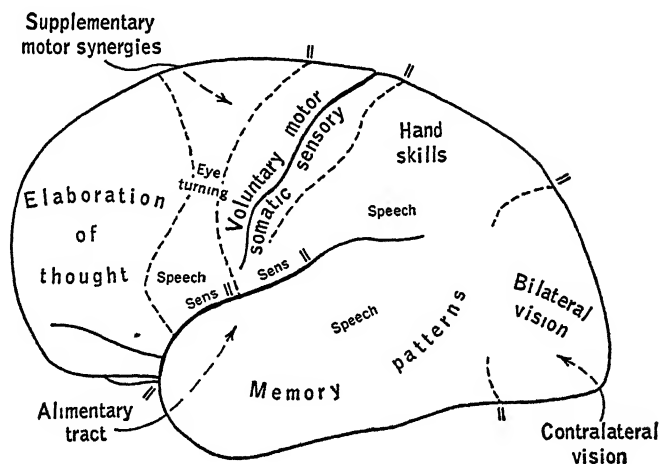 Supplementary
motor synergies
Voluntary motor
somatic sensory
Hand
skills
Eye
turning
Elaboration
of
thought
Speech
Speech
Sens
Sens
Speech
Bilateral
vision
Memory patterns
Alimentary
tract
Contralateral
vision